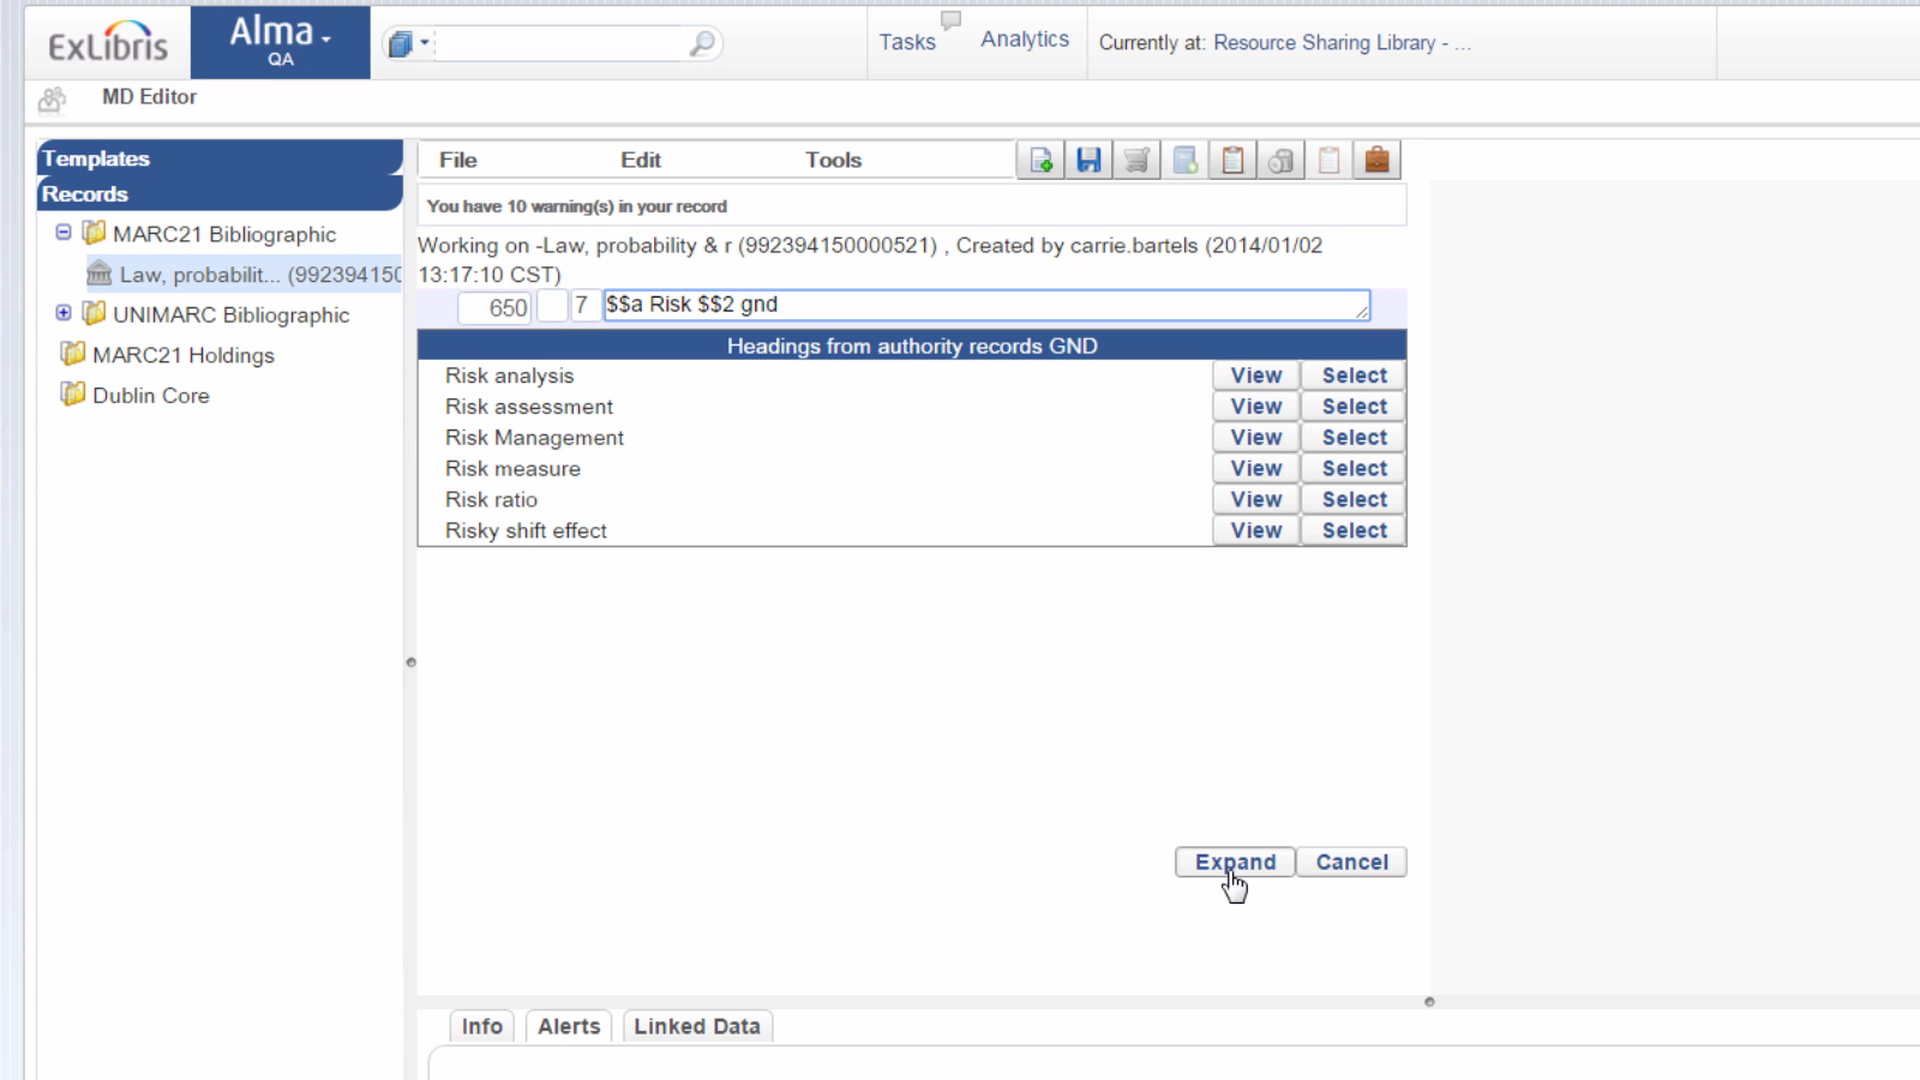 ExLibris
Alma
QA
Tasks
Analytics
Currently at: Resource Sharing Library - ...
MD Editor
Templates
Records
MARC21 Bibliographic
Law, probabilit... (992394150
UNIMARC Bibliographic
MARC21 Holdings
Dublin Core
File Edit Tools
You have 10 warning(s) in your record
Working on -Law, probability & r (992394150000521) , Created by carrie.bartels (2014/01/02
13:17:10 CST)
650 7 $$a Risk $$2 gnd
Headings from authority records GND
Risk analysis View Select
Risk assessment View Select
Risk Management View Select
Risk measure View Select
Risk ratio View Select
Risky shift effect View Select
Expand Cancel
Info Alerts Linked Data